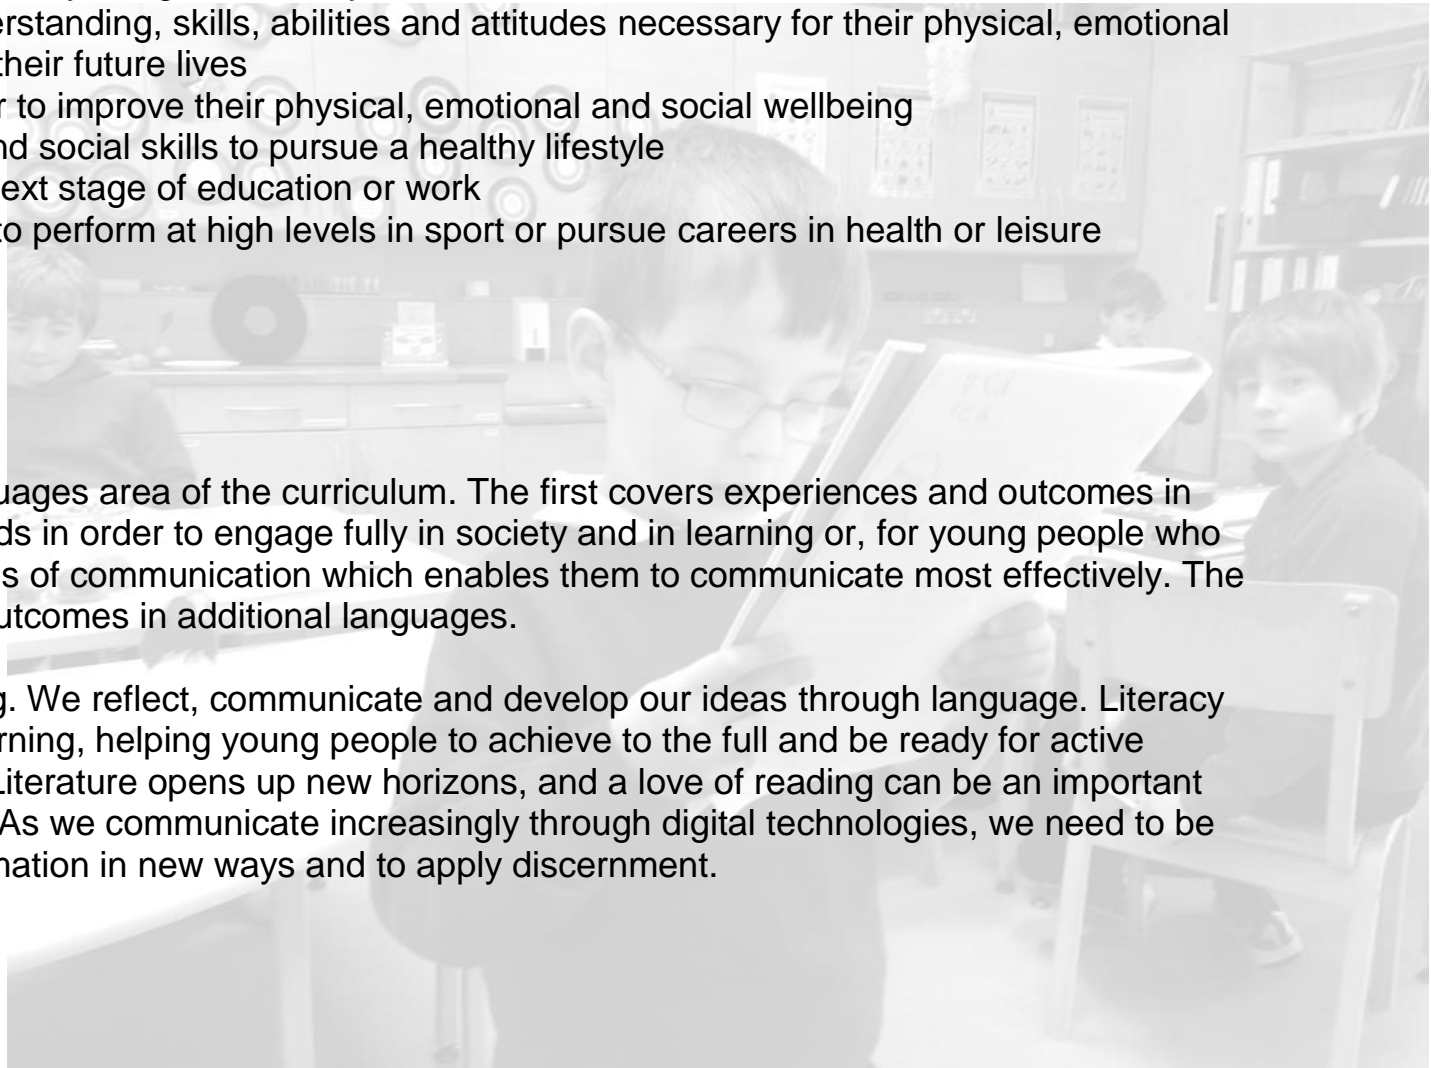 erstanding, skills, abilities and attitudes necessary for their physical, emotional
their future lives
r to improve their physical, emotional and social wellbeing
nd social skills to pursue a healthy lifestyle
ext stage of education or work
to perform at high levels in sport or pursue careers in health or leisure
uages area of the curriculum. The first covers experiences and outcomes in
ds in order to engage fully in society and in learning or, for young people who
s of communication which enables them to communicate most effectively. The
utcomes in additional languages.
g. We reflect, communicate and develop our ideas through language. Literacy
rning, helping young people to achieve to the full and be ready for active
Literature opens up new horizons, and a love of reading can be an important
As we communicate increasingly through digital technologies, we need to be
mation in new ways and to apply discernment.